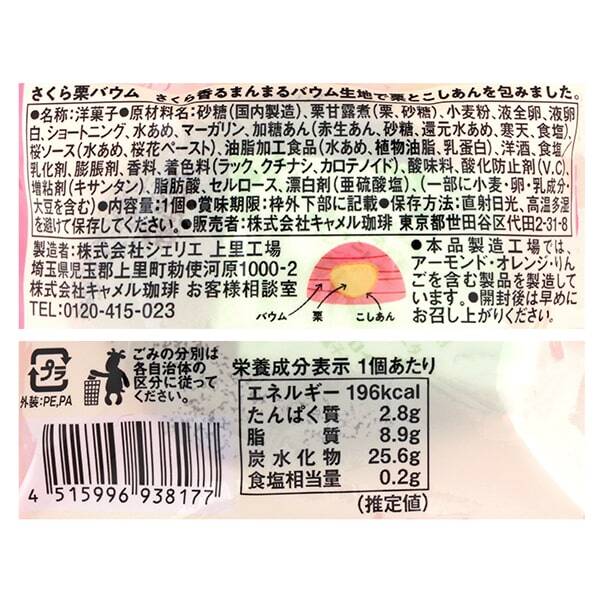 さくら栗バウム さくら香るまんまるバウム生地で栗とこしあんを包みました。
●名称:洋菓子●原材料名:砂糖(国内製造)、栗甘露煮(栗、砂糖)、小麦粉、液全卵、液卵
白、ショートニング、水あめ、マーガリン、加糖あん(赤生あん、砂糖、還元水あめ、寒天、食塩)、
桜ソース(水あめ、桜花ペースト)、油脂加工食品(水あめ、植物油脂、乳蛋白)、洋酒、食塩/
乳化剤、膨脹剤、香料、着色料(ラック、クチナシ、カロテノイド)、酸味料、酸化防止剤(V.C)、
増粘剤(キサンタン)、脂肪酸、セルロース、漂白剤(亜硫酸塩)、(一部に小麦・卵・乳成分・
大豆を含む)●内容量:1個●賞味期限:枠外下部に記載●保存方法:直射日光、高温多湿
を避けて保存してください。●販売者:株式会社キャメル珈琲 東京都世田谷区代田2-31-8
製造者:株式会社シェリエ 上里工場
埼玉県児玉郡上里町勅使河原1000-2
株式会社キャメル珈琲 お客様相談室
TEL:0120-415-023
バウム 栗 こしあん
●本品製造工場では、
アーモンド・オレンジ・りん
ごを含む製品を製造して
います。●開封後は早めに
お召し上がりください。
プラ
外装:PE,PA
ごみの分別は
各自治体の
区分に従って
ください。
4 515996 938177
栄養成分表示 1個あたり
エネルギー 196kcal
たんぱく質 2.8g
脂質 8.9g
炭水化物 25.6g
食塩相当量 0.2g
(推定値)